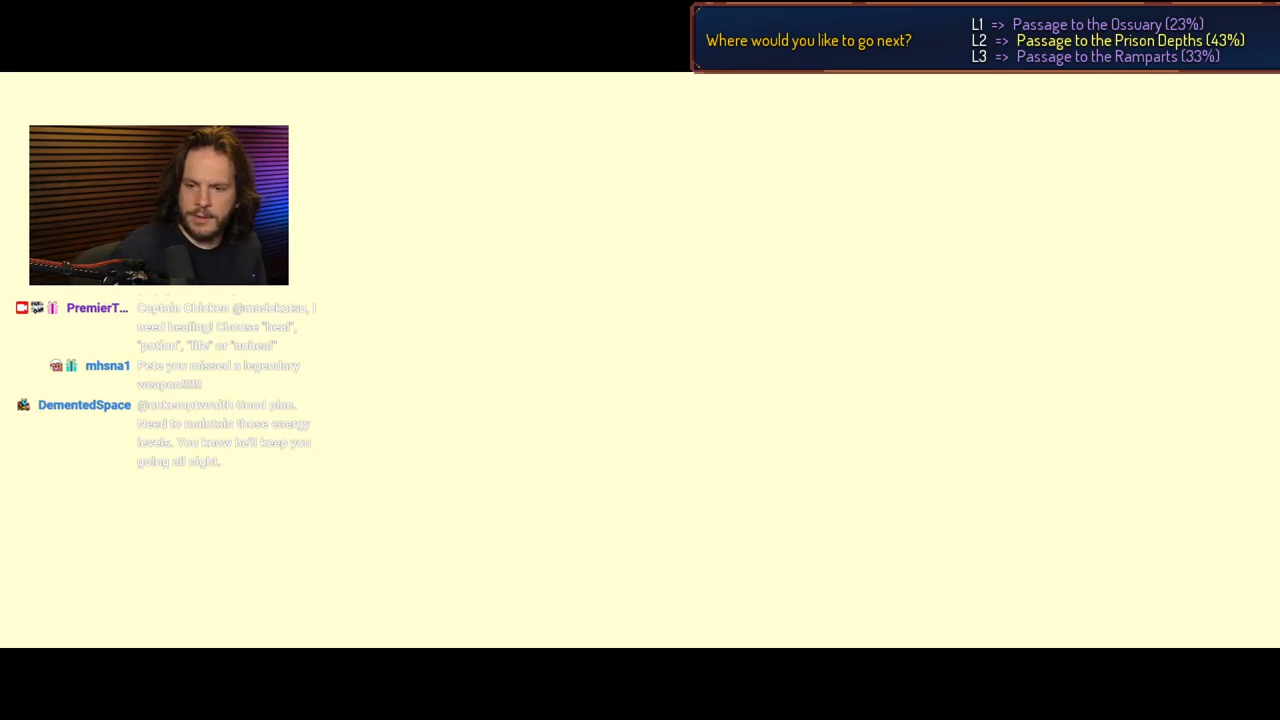 Where would you like to go next?
L1 => Passage to the Ossuary (23%)
L2 => Passage to the Prison Depths (43%)
L3 => Passage to the Ramparts (33%)
PremierT... Captain Chicken: @madekatsu, I
need healing! Choose "heal",
"potion", "life" or "noheal"
mhsna1 Pete you missed a legendary
weapon!!!!!!
DementedSpace @unkemptwraith Good plan.
Need to maintain those energy
levels. You know he'll keep you
going all night.